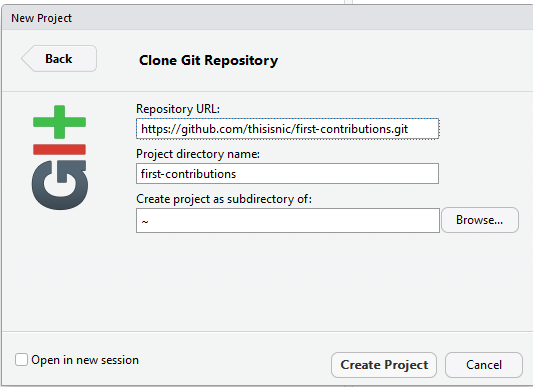 New Project
Back
Clone Git Repository
git
Repository URL:
https://github.com/thisisnic/first-contributions.git
Project directory name:
first-contributions
Create project as subdirectory of:
~
Browse...
Open in new session
Create Project
Cancel